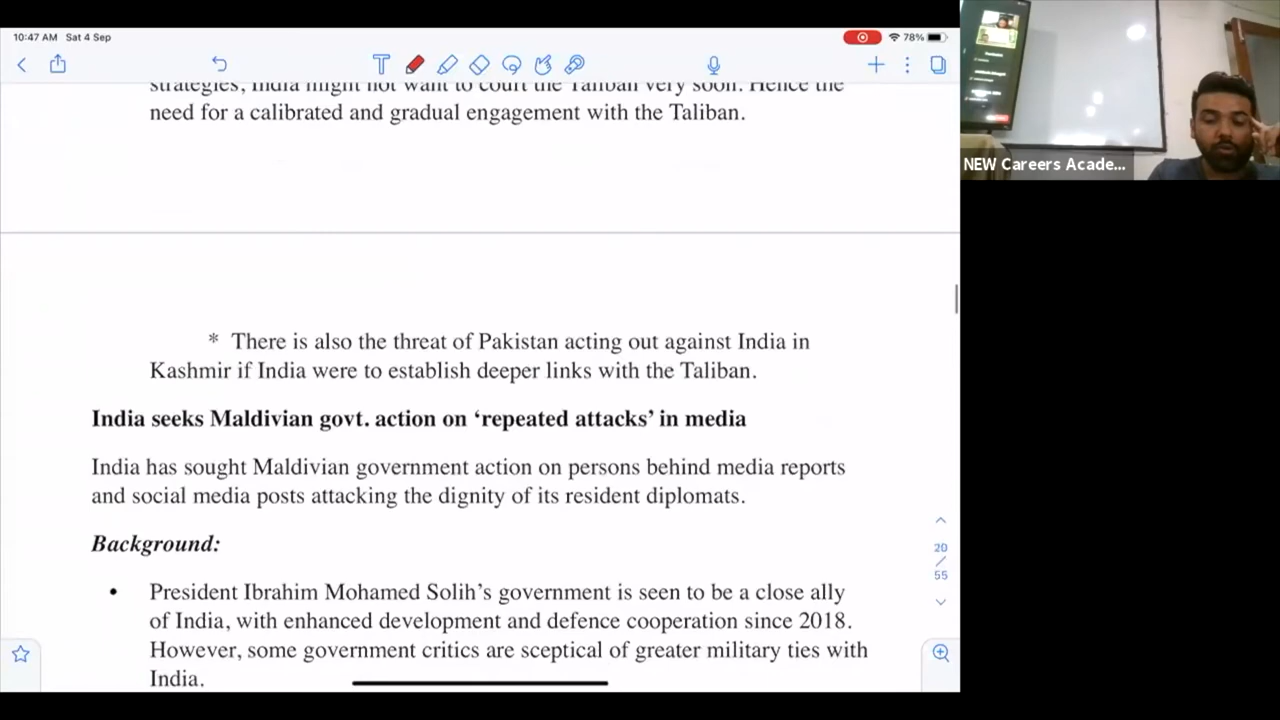 10:47 AM Sat 4 Sep
78%
strategies, India might not want to court the Taliban very soon. Hence the
need for a calibrated and gradual engagement with the Taliban.
* There is also the threat of Pakistan acting out against India in
Kashmir if India were to establish deeper links with the Taliban.
India seeks Maldivian govt. action on ‘repeated attacks’ in media
India has sought Maldivian government action on persons behind media reports
and social media posts attacking the dignity of its resident diplomats.
Background:
• President Ibrahim Mohamed Solih’s government is seen to be a close ally
of India, with enhanced development and defence cooperation since 2018.
However, some government critics are sceptical of greater military ties with
India.
20
/
55
NEW Careers Acade...